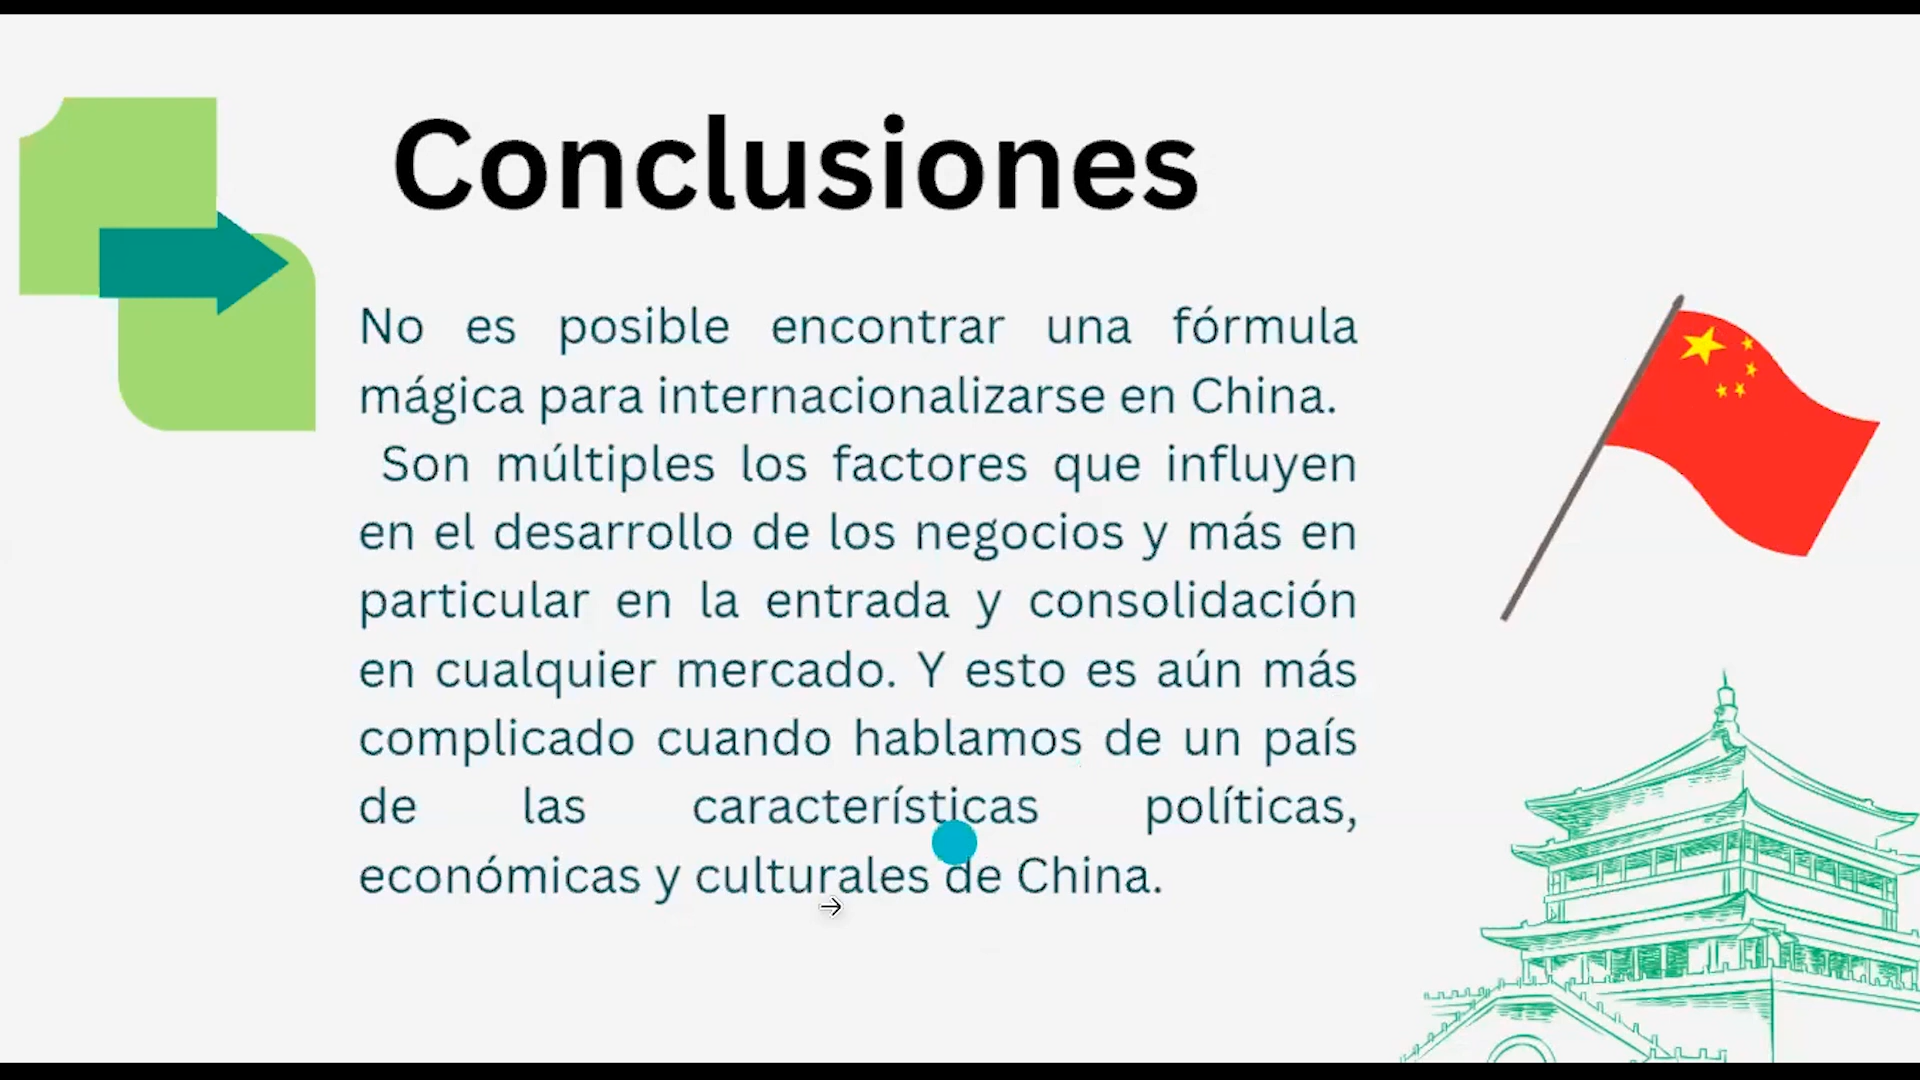 Conclusiones
No es posible encontrar una fórmula
mágica para internacionalizarse en China.
Son múltiples los factores que influyen
en el desarrollo de los negocios y más en
particular en la entrada y consolidación
en cualquier mercado. Y esto es aún más
complicado cuando hablamos de un país
de las características políticas,
económicas y culturales de China.